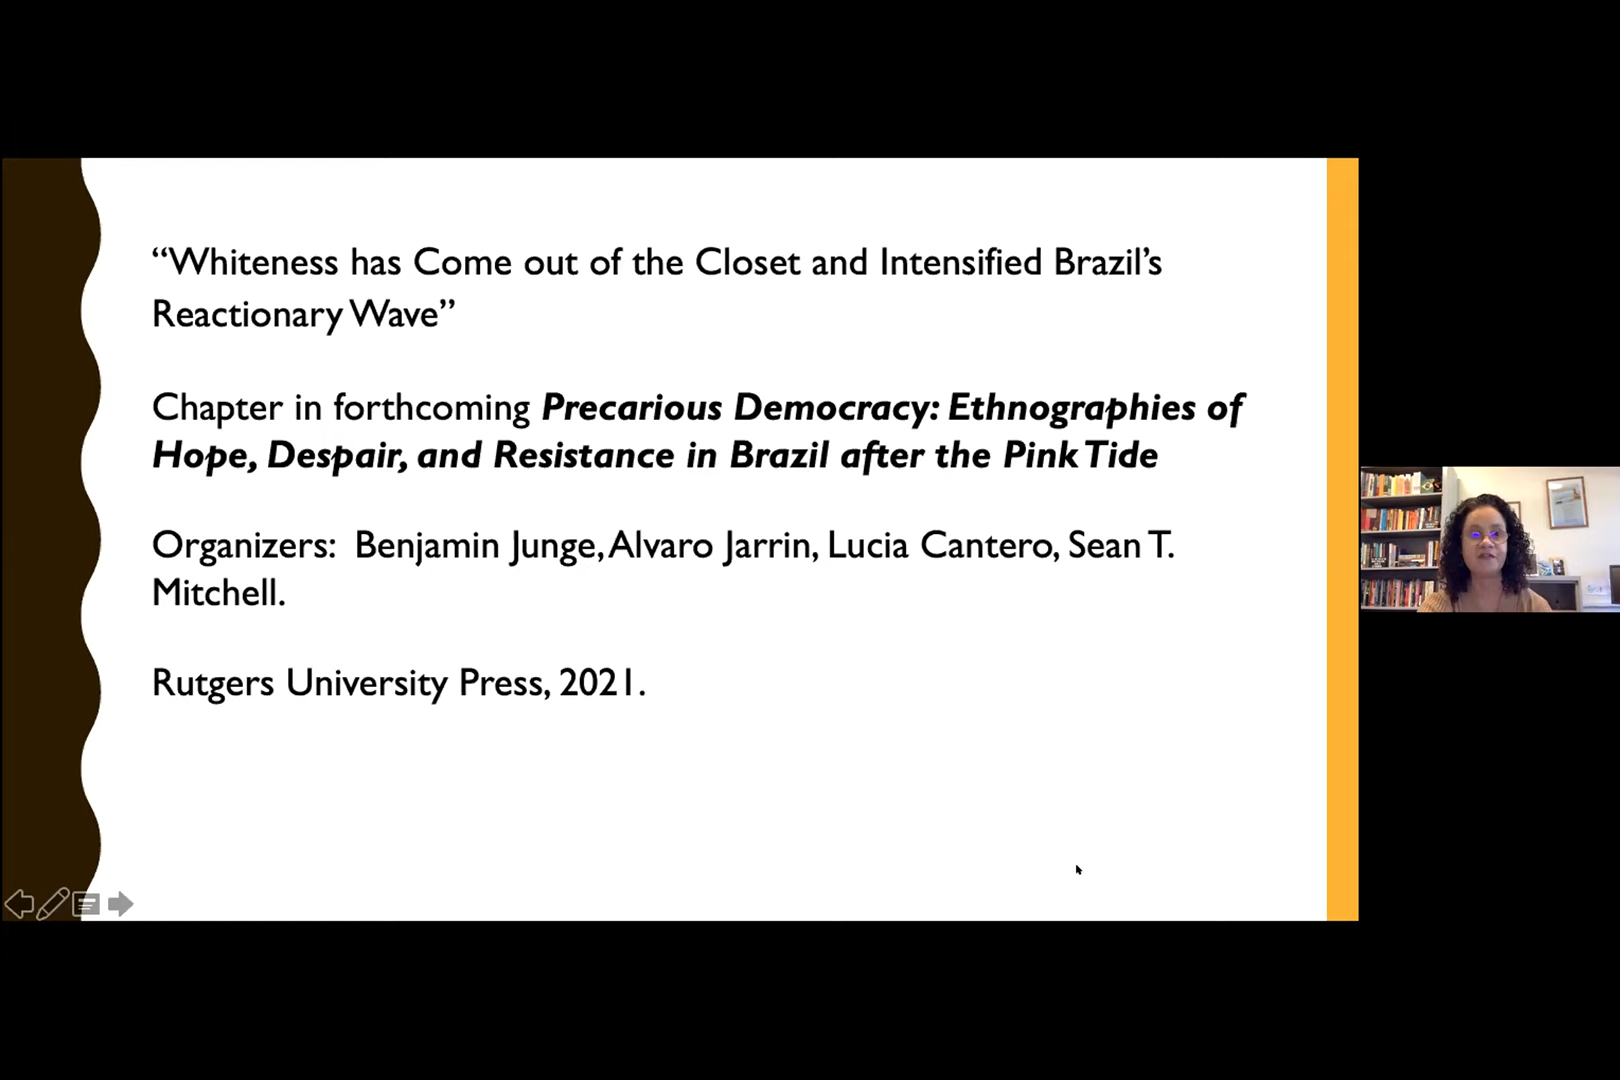 “Whiteness has Come out of the Closet and Intensified Brazil’s
Reactionary Wave”
Chapter in forthcoming Precarious Democracy: Ethnographies of
Hope, Despair, and Resistance in Brazil after the Pink Tide
Organizers: Benjamin Junge, Alvaro Jarrin, Lucia Cantero, Sean T.
Mitchell.
Rutgers University Press, 2021.